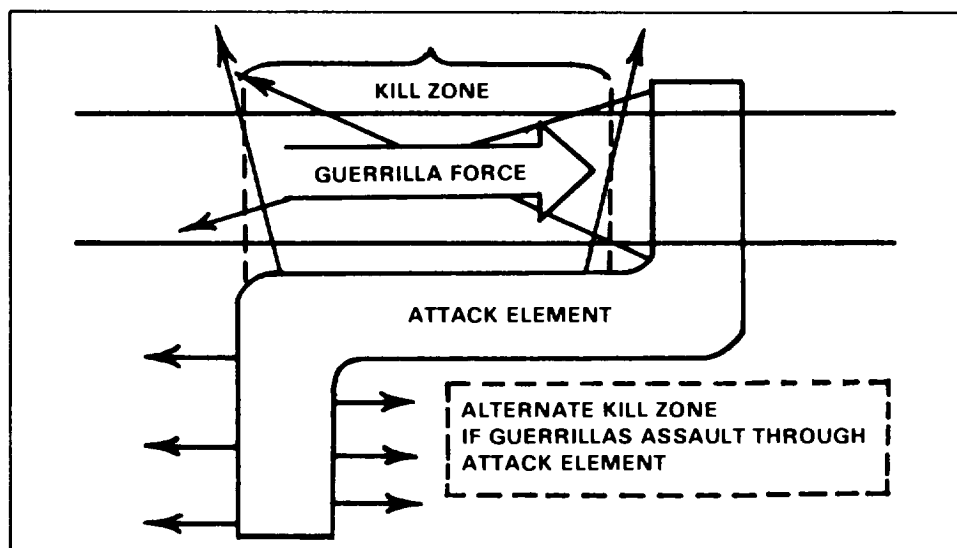 KILL ZONE
GUERRILLA FORCE
ATTACK ELEMENT
ALTERNATE KILL ZONE
IF GUERRILLAS ASSAULT THROUGH
ATTACK ELEMENT